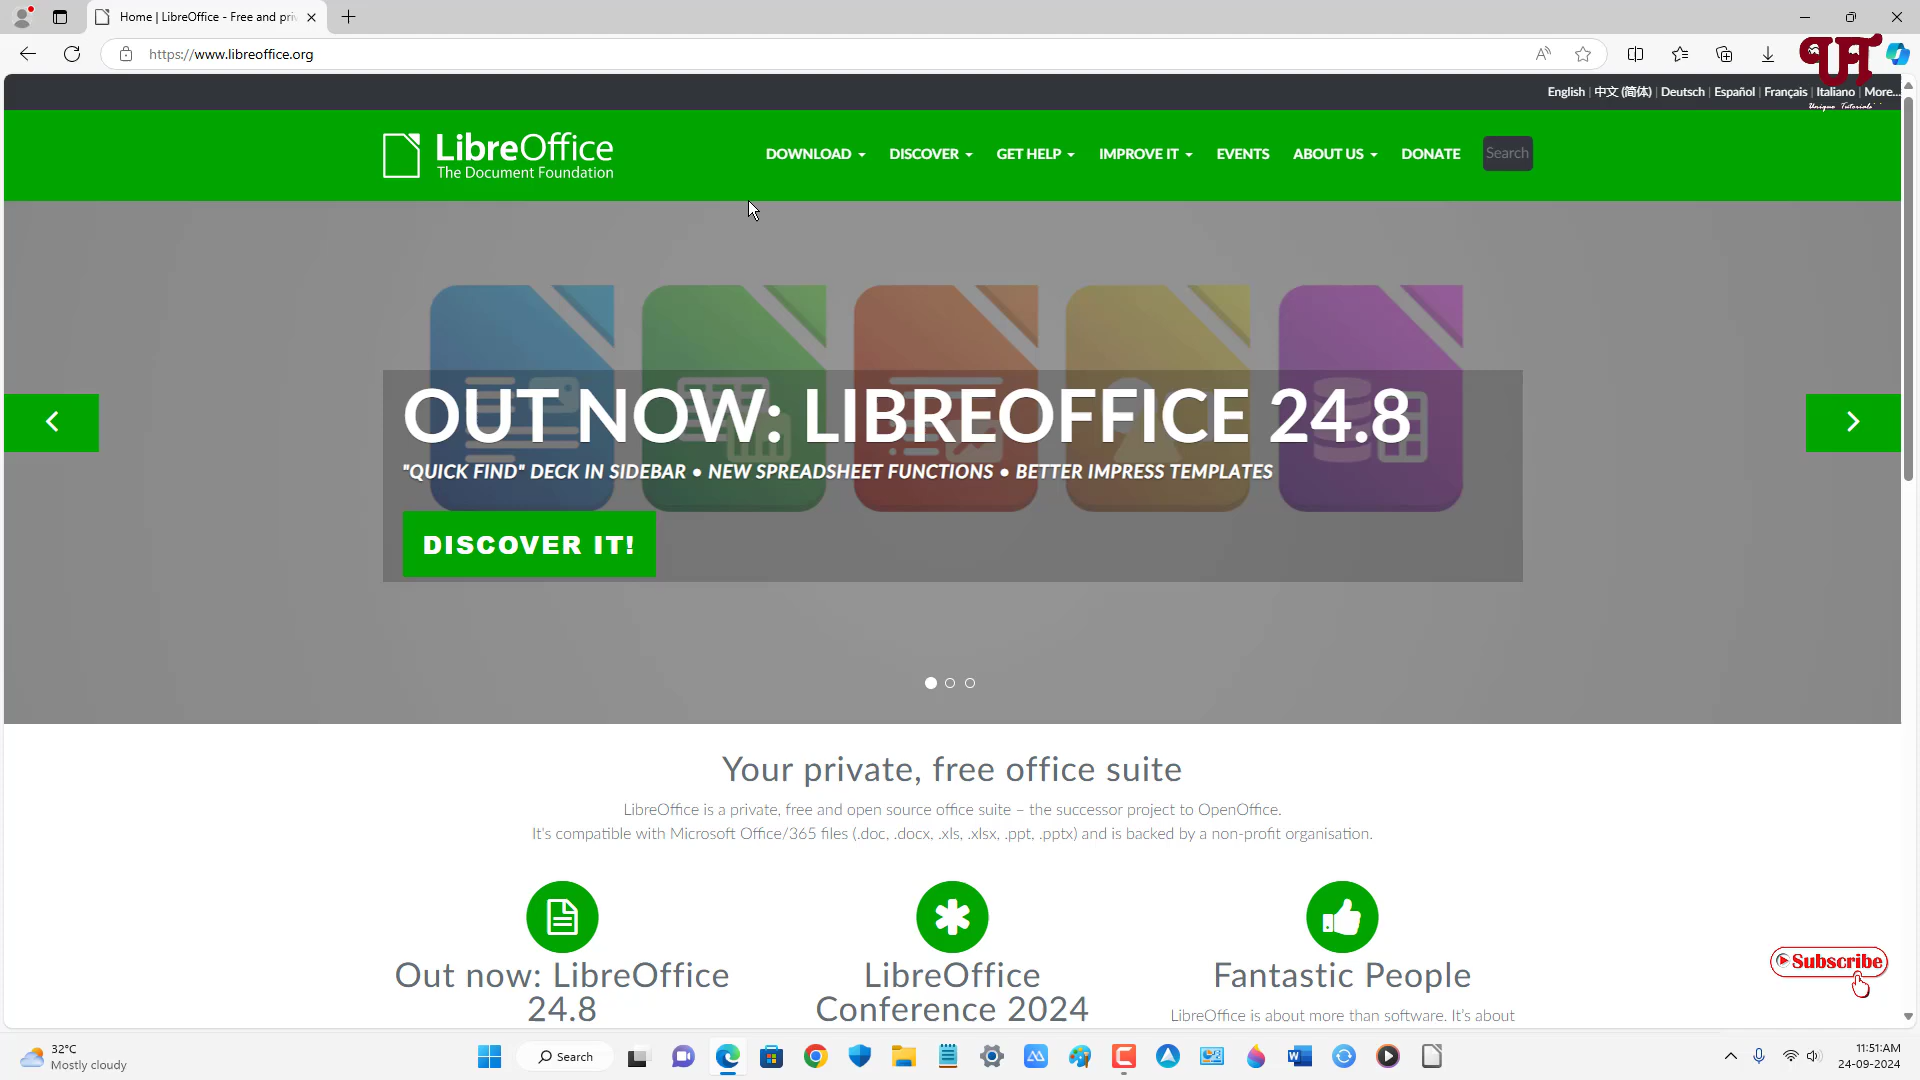 Home | LibreOffice - Free and priv
https://www.libreoffice.org
English | 中文 (简体) | Deutsch | Español | Français | Italiano | More...
UT
Unique Tutorials
LibreOffice
The Document Foundation
DOWNLOAD
DISCOVER
GET HELP
IMPROVE IT
EVENTS
ABOUT US
DONATE
Search
OUT NOW: LIBREOFFICE 24.8
"QUICK FIND" DECK IN SIDEBAR • NEW SPREADSHEET FUNCTIONS • BETTER IMPRESS TEMPLATES
DISCOVER IT!
Your private, free office suite
LibreOffice is a private, free and open source office suite – the successor project to OpenOffice.
It's compatible with Microsoft Office/365 files (.doc, .docx, .xls, .xlsx, .ppt, .pptx) and is backed by a non-profit organisation.
Out now: LibreOffice
24.8
LibreOffice
Conference 2024
Fantastic People
LibreOffice is about more than software. It's about
Subscribe
32°C
Mostly cloudy
Search
11:51 AM
24-09-2024